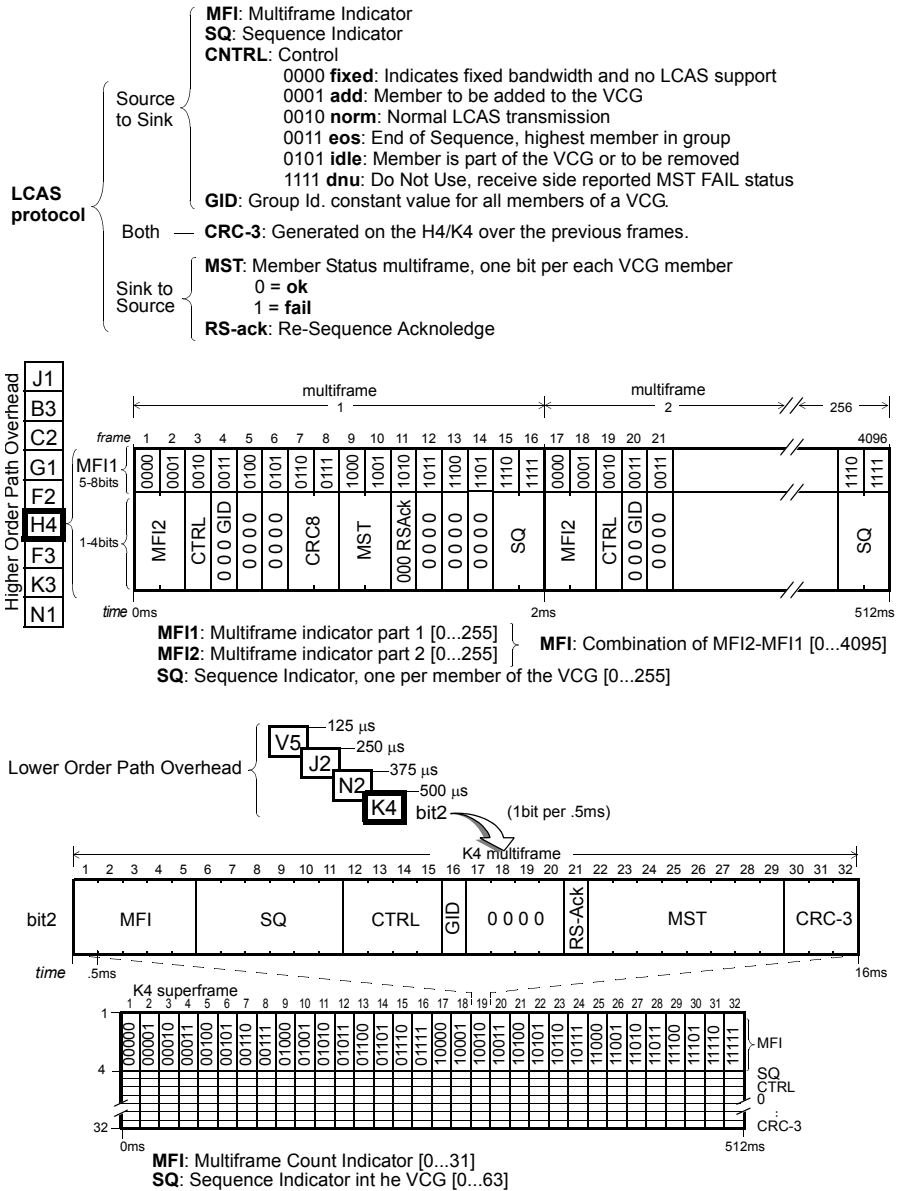 MFI: Multiframe Indicator
SQ: Sequence Indicator
CNTRL: Control
0000 fixed: Indicates fixed bandwidth and no LCAS support
0001 add: Member to be added to the VCG
0010 norm: Normal LCAS transmission
0011 eos: End of Sequence, highest member in group
0101 idle: Member is part of the VCG or to be removed
1111 dnu: Do Not Use, receive side reported MST FAIL status
GID: Group Id. constant value for all members of a VCG.
Source
to Sink
LCAS
protocol
Both
CRC-3: Generated on the H4/K4 over the previous frames.
MST: Member Status multiframe, one bit per each VCG member
0 = ok
1 = fail
RS-ack: Re-Sequence Acknoledge
Sink to
Source
Higher Order Path Overhead
J1
B3
C2
G1
F2
H4
F3
K3
N1
multiframe
1
multiframe
2
256
frame 1 2 3 4 5 6 7 8 9 10 11 12 13 14 15 16 17 18 19 20 21 4096
MFI1
5-8bits
0000 0001 0010 0011 0100 0101 0110 0111 1000 1001 1010 1011 1100 1101 1110 1111 0000 0001 0010 0011 0011 1110 1111
1-4bits
MFI2 CTRL 0 0 0 GID 0 0 0 0 0 0 0 0 CRC8 MST 000 RSAck 0 0 0 0 0 0 0 0 0 0 0 0 SQ MFI2 CTRL 0 0 0 GID 0 0 0 0 SQ
time 0ms 2ms 512ms
MFI1: Multiframe indicator part 1 [0...255]
MFI2: Multiframe indicator part 2 [0...255]
MFI: Combination of MFI2-MFI1 [0...4095]
SQ: Sequence Indicator, one per member of the VCG [0...255]
Lower Order Path Overhead
V5 125 µs
J2 250 µs
N2 375 µs
K4 500 µs
bit2
(1bit per .5ms)
K4 multiframe
1 2 3 4 5 6 7 8 9 10 11 12 13 14 15 16 17 18 19 20 21 22 23 24 25 26 27 28 29 30 31 32
bit2
MFI SQ CTRL GID 0 0 0 0 RS-Ack MST CRC-3
time .5ms 16ms
K4 superframe
1 2 3 4 5 6 7 8 9 10 11 12 13 14 15 16 17 18 19 20 21 22 23 24 25 26 27 28 29 30 31 32
1
00000 00001 00010 00011 00100 00101 00110 00111 01000 01001 01010 01011 01100 01101 01110 01111 10000 10001 10010 10011 10100 10101 10110 10111 11000 11001 11010 11011 11100 11101 11110 11111
MFI
4
SQ
CTRL
0
:
32
CRC-3
0ms 512ms
MFI: Multiframe Count Indicator [0...31]
SQ: Sequence Indicator int he VCG [0...63]